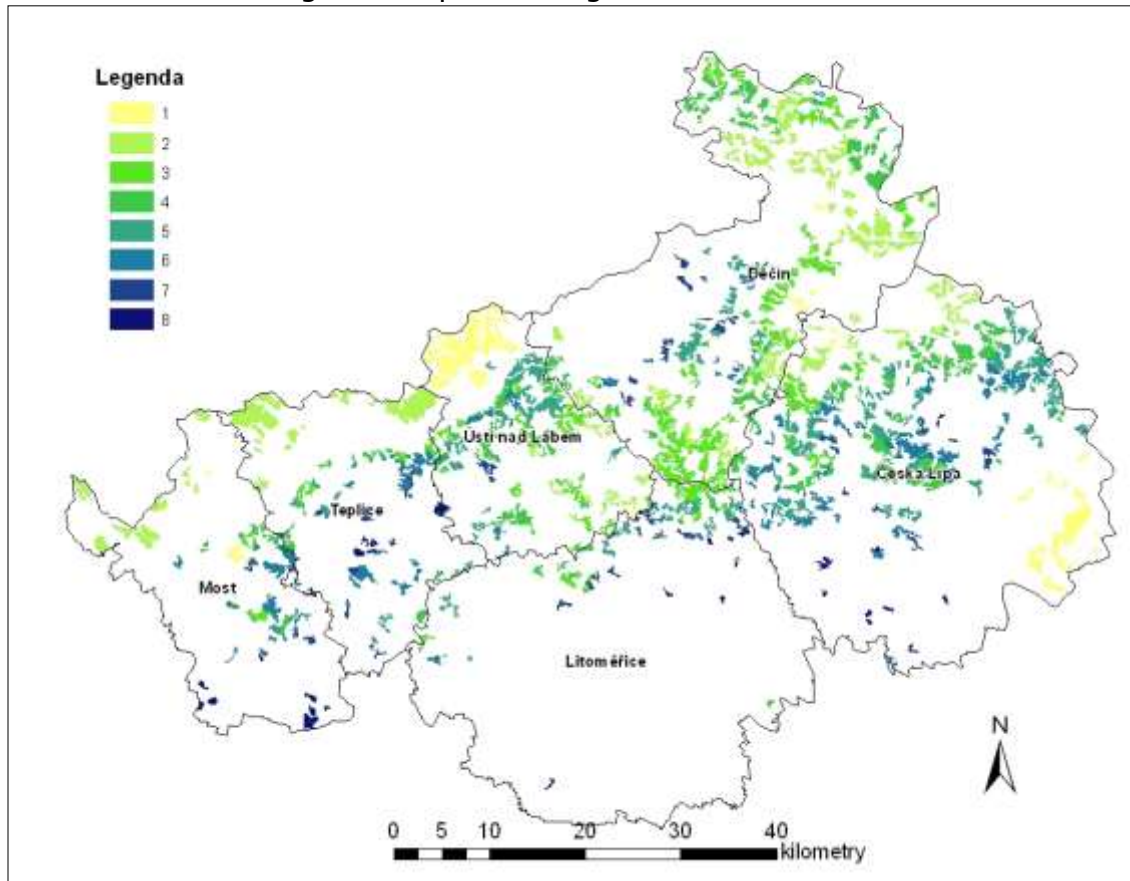 Legenda
1
2
3
4
5
6
7
8
Děčín
Ústí nad Labem
Česká Lípa
Teplice
Most
Litoměřice
N
0 5 10 20 30 40
kilometry